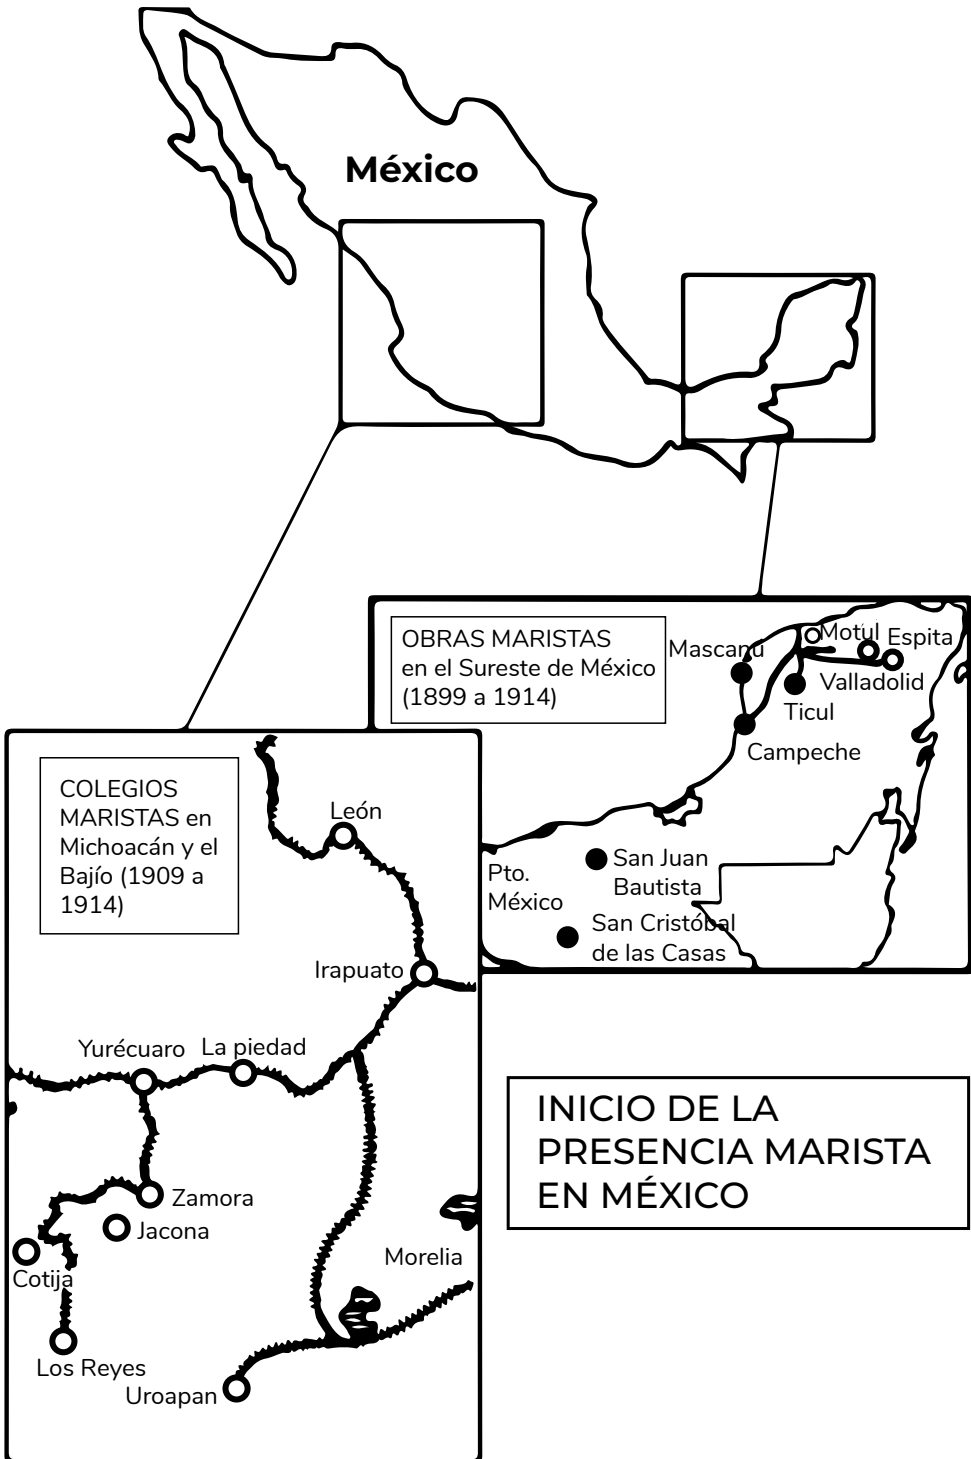 México
OBRAS MARISTAS
en el Sureste de México
(1899 a 1914)
Mascanú
Motul
Espita
Valladolid
Ticul
Campeche
San Juan
Bautista
Pto.
México
San Cristóbal
de las Casas
COLEGIOS
MARISTAS en
Michoacán y el
Bajío (1909 a
1914)
León
Irapuato
Yurécuaro
La piedad
Zamora
Jacona
Cotija
Morelia
Los Reyes
Uroapan
INICIO DE LA
PRESENCIA MARISTA
EN MÉXICO